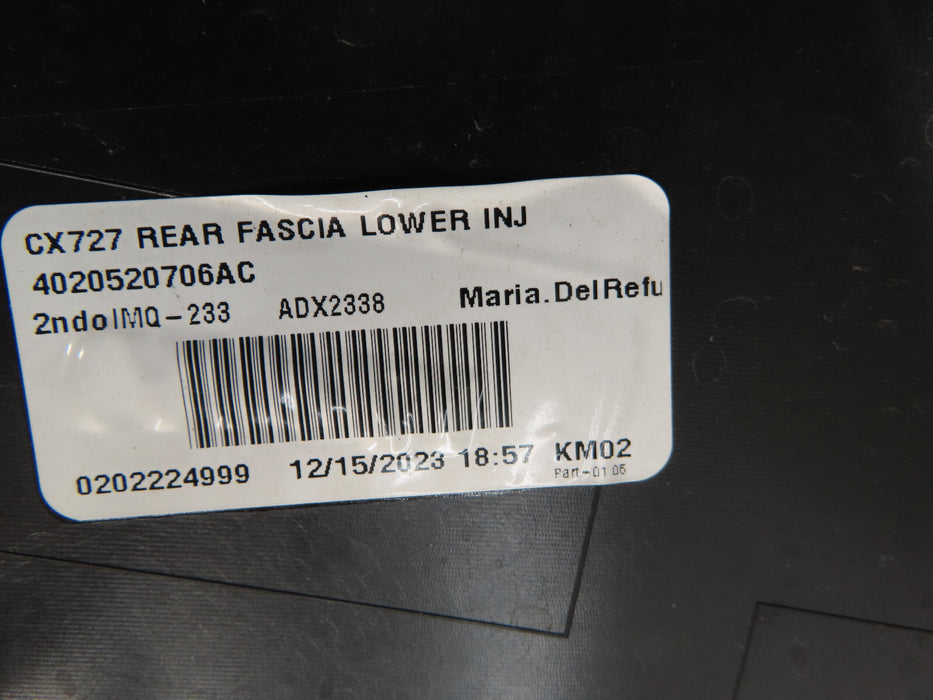 CX727 REAR FASCIA LOWER INJ
4020520706AC
2ndoIMQ-233 ADX2338 Maria.DelRefu
0202224999 12/15/2023 18:57 KM02
Part-01.05